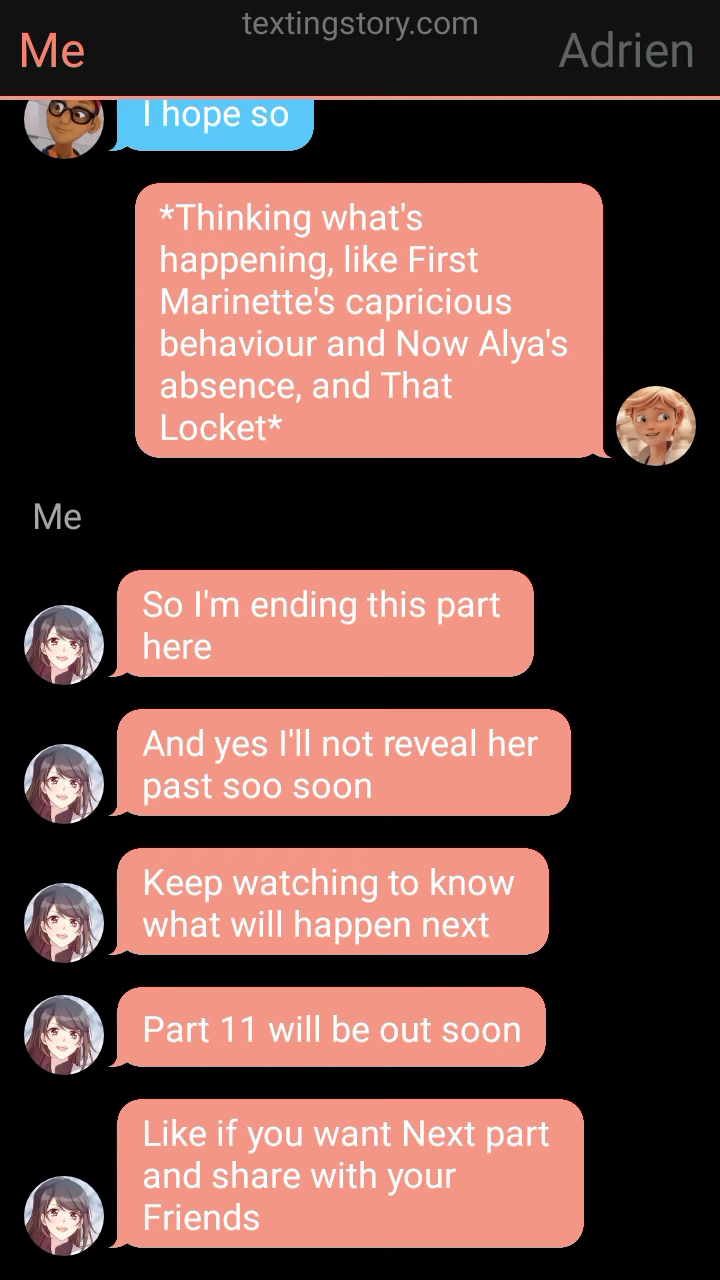 textingstory.com
Me
Adrien
I hope so
*Thinking what's
happening, like First
Marinette's capricious
behaviour and Now Alya's
absence, and That
Locket*
Me
So I'm ending this part
here
And yes I'll not reveal her
past soo soon
Keep watching to know
what will happen next
Part 11 will be out soon
Like if you want Next part
and share with your
Friends